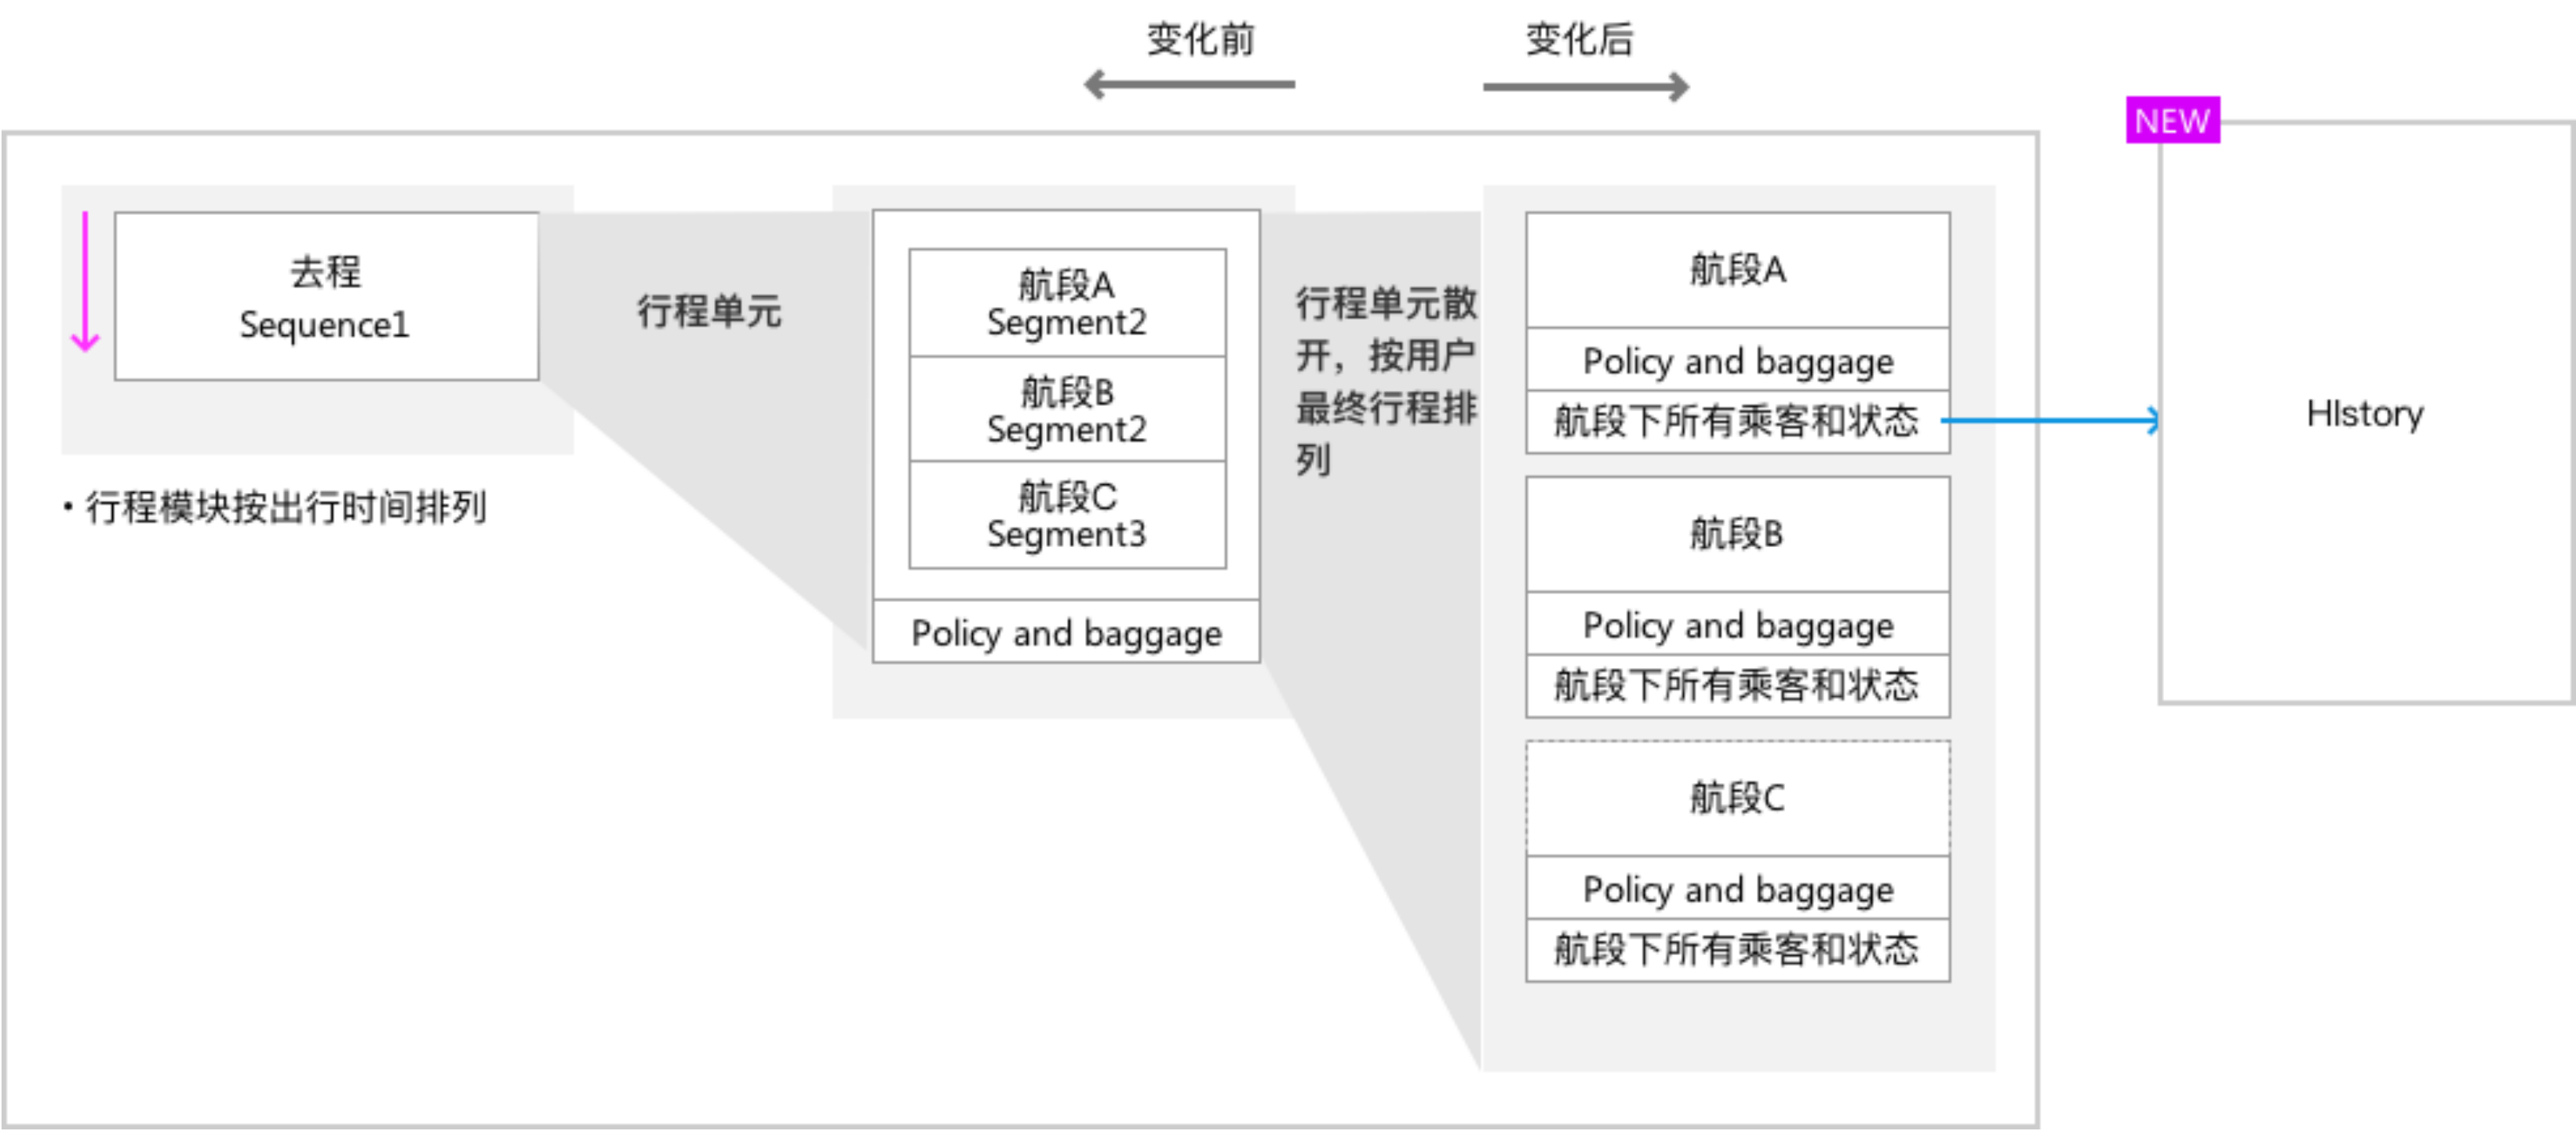 变化前
变化后
NEW
去程
Sequence1
• 行程模块按出行时间排列
行程单元
航段A
Segment2
航段B
Segment2
航段C
Segment3
Policy and baggage
行程单元散
开，按用户
最终行程排
列
航段A
Policy and baggage
航段下所有乘客和状态
航段B
Policy and baggage
航段下所有乘客和状态
航段C
Policy and baggage
航段下所有乘客和状态
HIstory